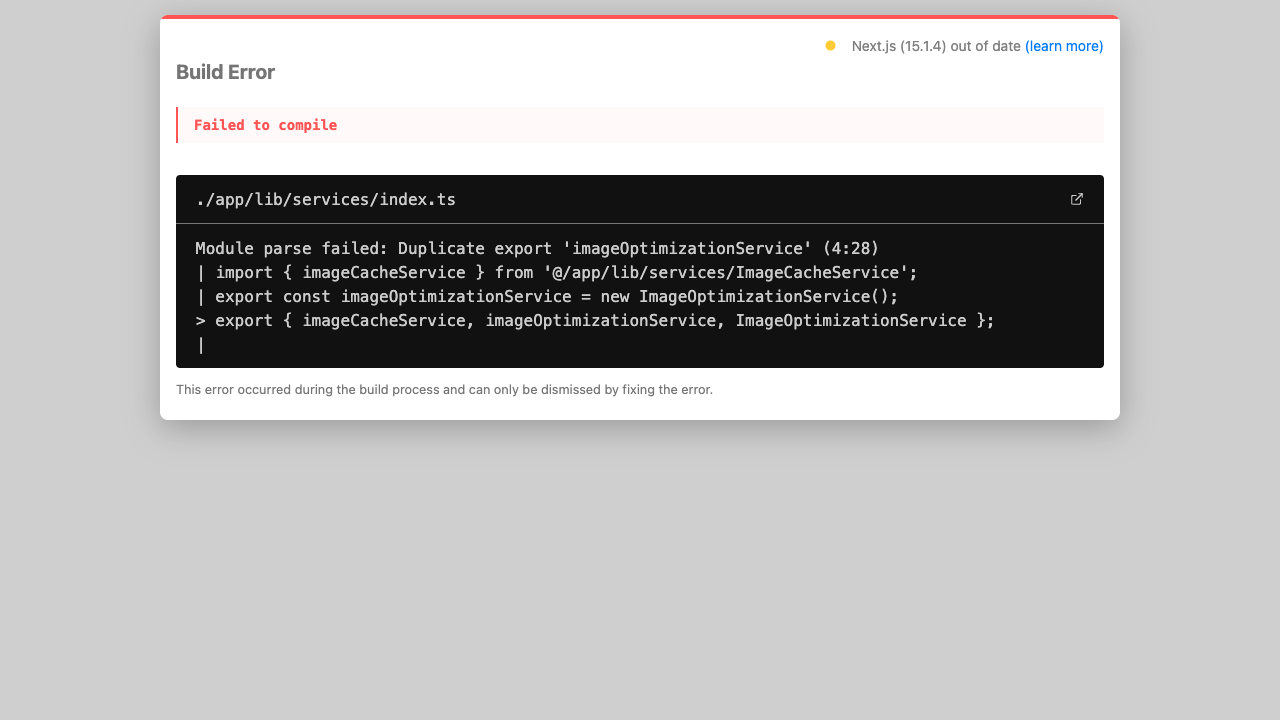 Next.js (15.1.4) out of date (learn more)
Build Error
Failed to compile
./app/lib/services/index.ts
Module parse failed: Duplicate export 'imageOptimizationService' (4:28)
| import { imageCacheService } from '@/app/lib/services/ImageCacheService';
| export const imageOptimizationService = new ImageOptimizationService();
> export { imageCacheService, imageOptimizationService, ImageOptimizationService };
|
This error occurred during the build process and can only be dismissed by fixing the error.